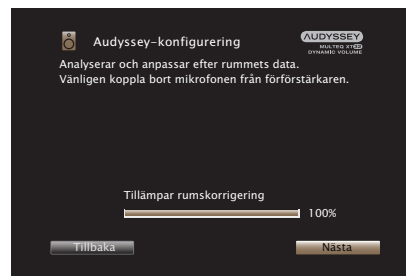 Audyssey-konfigurering
AUDYSSEY
MULTEQ XT32
DYNAMIC VOLUME
Analyserar och anpassar efter rummets data.
Vänligen koppla bort mikrofonen från förförstärkaren.
Tillämpar rumskorrigering
100%
Tillbaka
Nästa